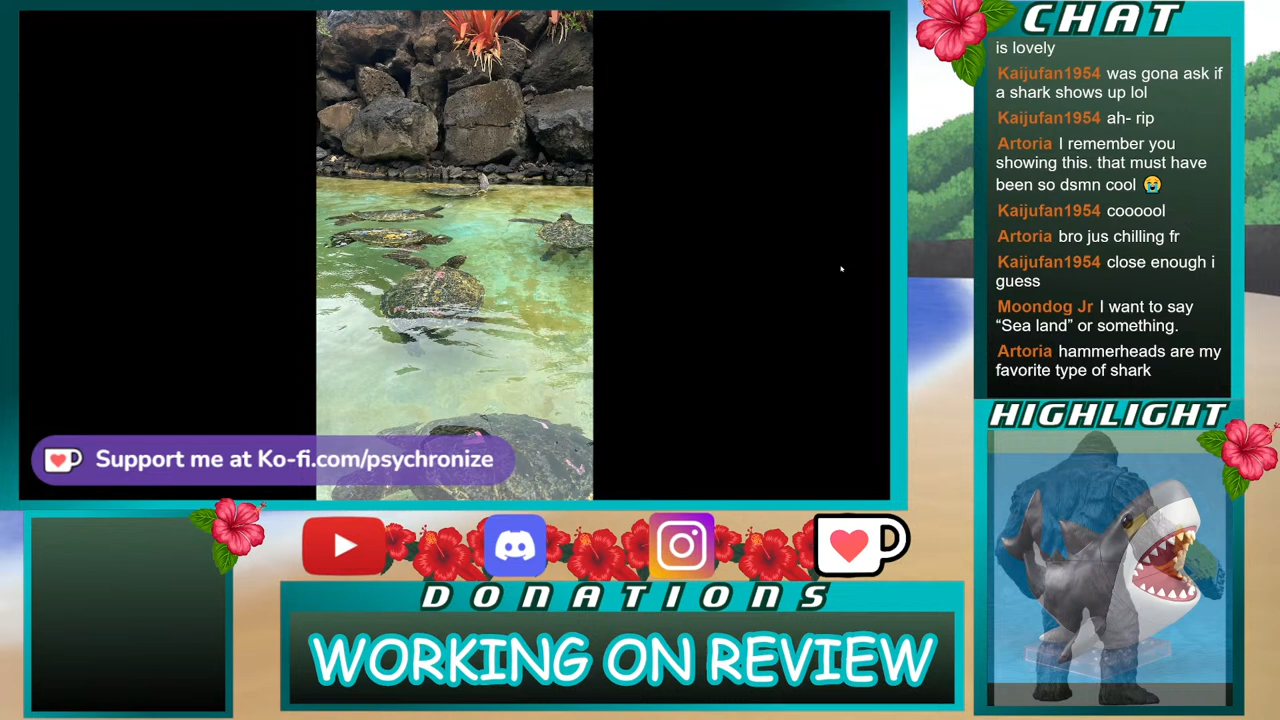 CHAT
is lovely
Kaijufan1954 was gona ask if
a shark shows up lol
Kaijufan1954 ah- rip
Artoria I remember you
showing this. that must have
been so dsmn cool 😭
Kaijufan1954 coooool
Artoria bro jus chilling fr
Kaijufan1954 close enough i
guess
Moondog Jr I want to say
“Sea land” or something.
Artoria hammerheads are my
favorite type of shark
HIGHLIGHT
Support me at Ko-fi.com/psychronize
DONATIONS
WORKING ON REVIEW